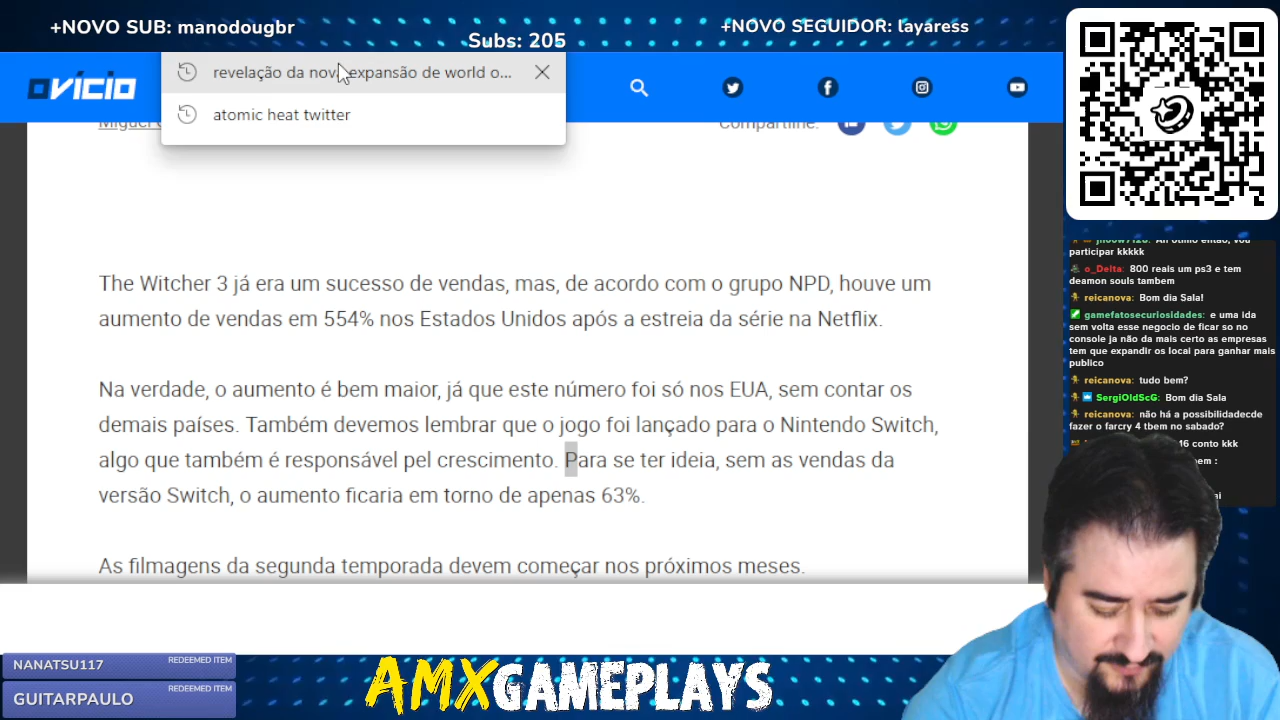 +NOVO SUB: manodougbr
Subs: 205
+NOVO SEGUIDOR: layaress
ovício
revelação da nova expansão de world o...
atomic heat twitter
Compartilhe:
The Witcher 3 já era um sucesso de vendas, mas, de acordo com o grupo NPD, houve um
aumento de vendas em 554% nos Estados Unidos após a estreia da série na Netflix.
Na verdade, o aumento é bem maior, já que este número foi só nos EUA, sem contar os
demais países. Também devemos lembrar que o jogo foi lançado para o Nintendo Switch,
algo que também é responsável pel crescimento. Para se ter ideia, sem as vendas da
versão Switch, o aumento ficaria em torno de apenas 63%.
As filmagens da segunda temporada devem começar nos próximos meses.
participar kkkkk
o_Delta: 800 reais um ps3 e tem
deamon souls tambem
reicanova: Bom dia Sala!
gamefatosecuriosidades: e uma ida
sem volta esse negocio de ficar so no
console ja não da mais certo as empresas
tem que expandir os local para ganhar mais
publico
reicanova: tudo bem?
SergiOldScG: Bom dia Sala
reicanova: não há a possibilidadecde
fazer o farcry 4 tbem no sabado?
conto kkk
NANATSU117
REDEEMED ITEM
GUITARPAULO
REDEEMED ITEM
AMXGAMEPLAYS